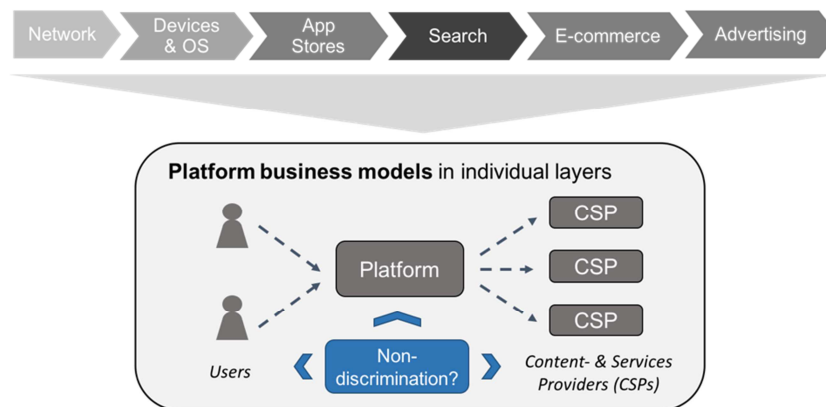 Network
Devices
& OS
App
Stores
Search
E-commerce
Advertising
Platform business models in individual layers
CSP
Platform
CSP
CSP
Non-
discrimination?
Users
Content- & Services
Providers (CSPs)